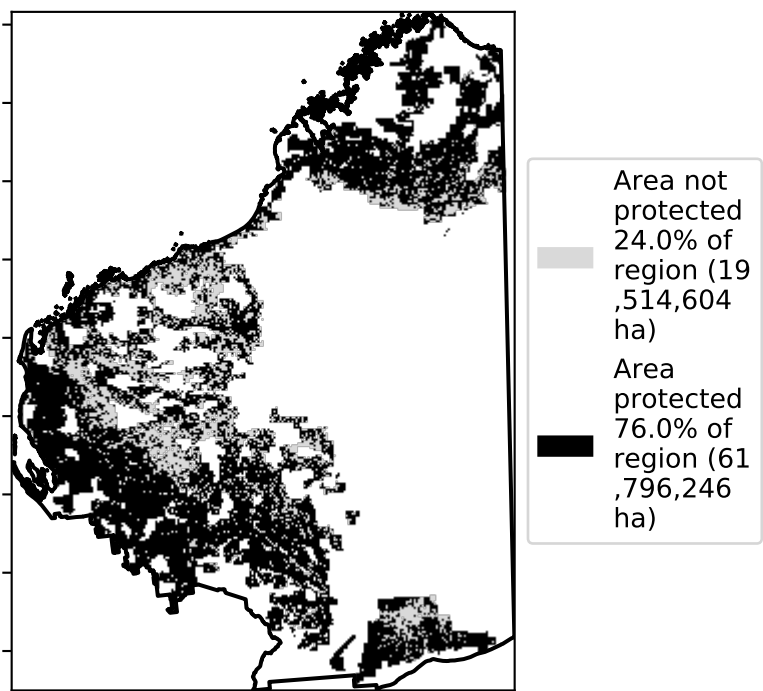 Area not
protected
24.0% of
region (19
,514,604
ha)
Area
protected
76.0% of
region (61
,796,246
ha)